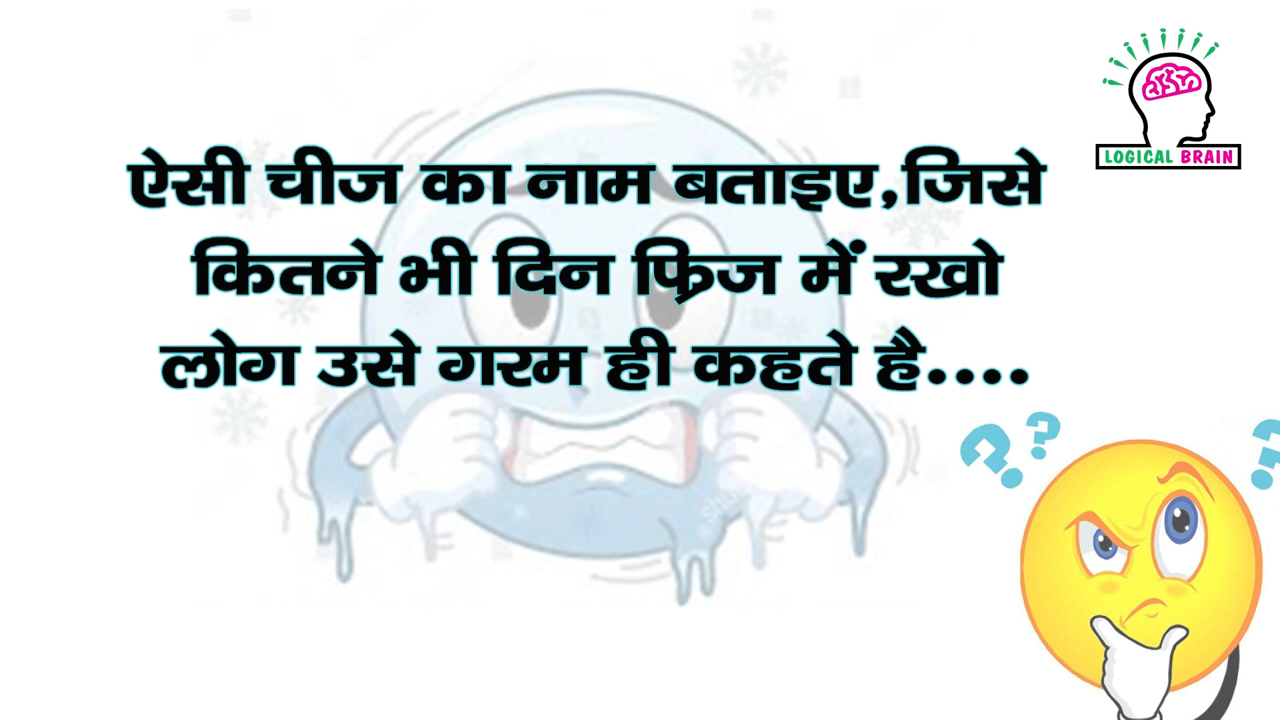 ऐसी चीज का नाम बताइए,जिसे
कितने भी दिन फ्रिज में रखो
लोग उसे गरम ही कहते है....
LOGICAL BRAIN
? ? ?